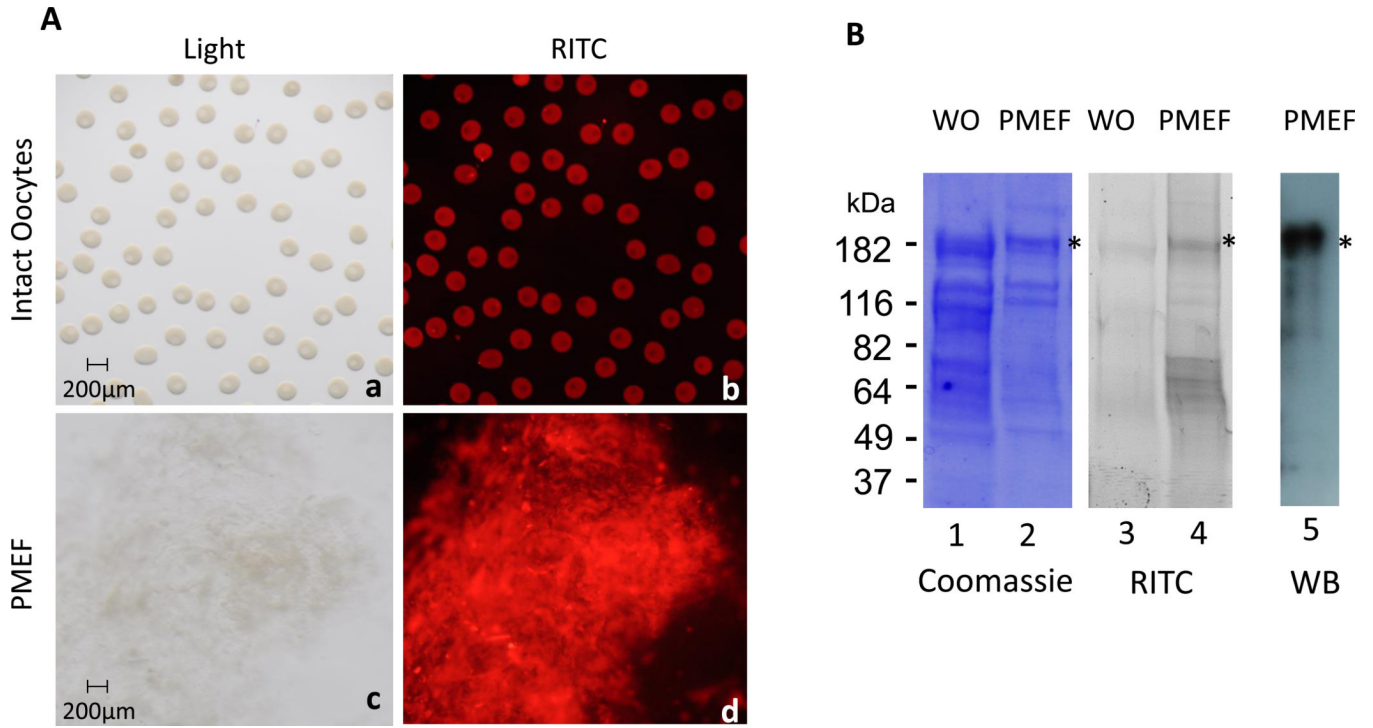 A
Light RITC
Intact Oocytes
200µm a
b
PMEF
200µm c
d
B
WO PMEF WO PMEF PMEF
kDa
182 - * * *
116 -
82 -
64 -
49 -
37 -
1 2 3 4 5
Coomassie RITC WB